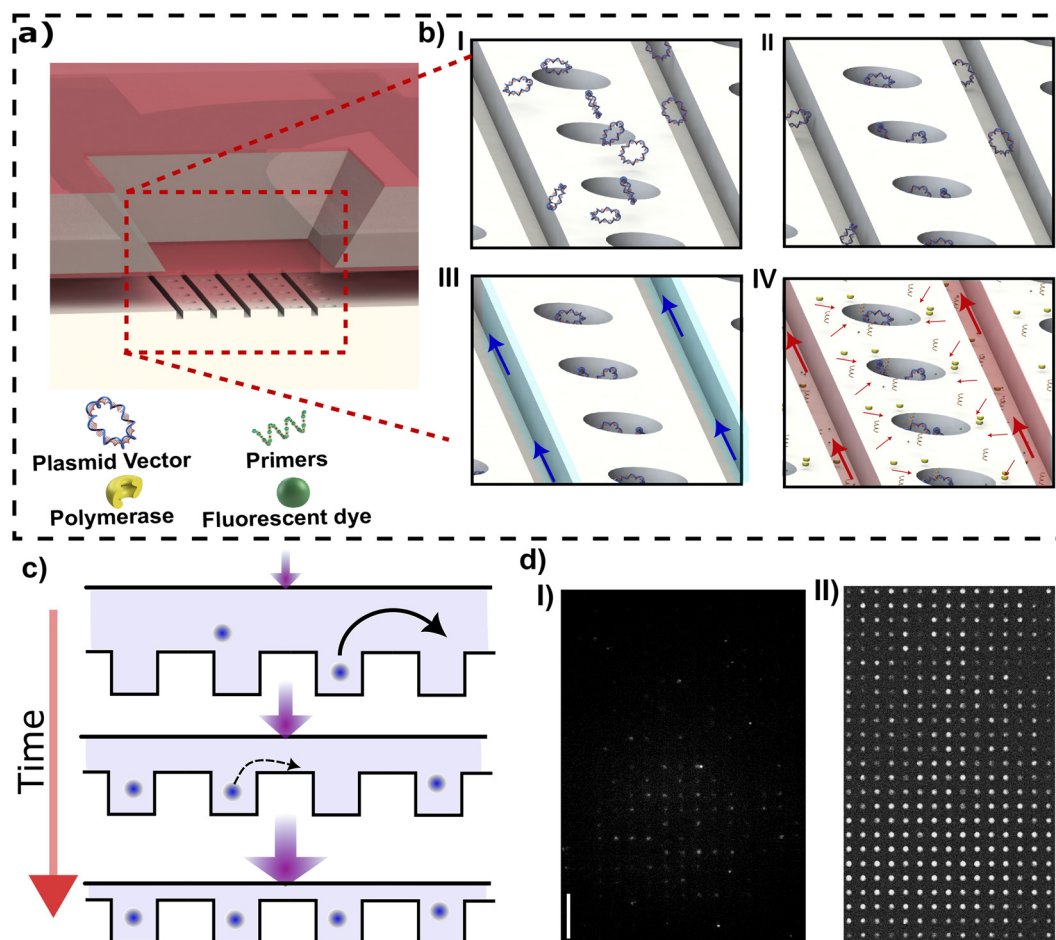 a)
b)
I
II
III
IV
Plasmid Vector
Primers
Polymerase
Fluorescent dye
c)
Time
d)
I)
II)